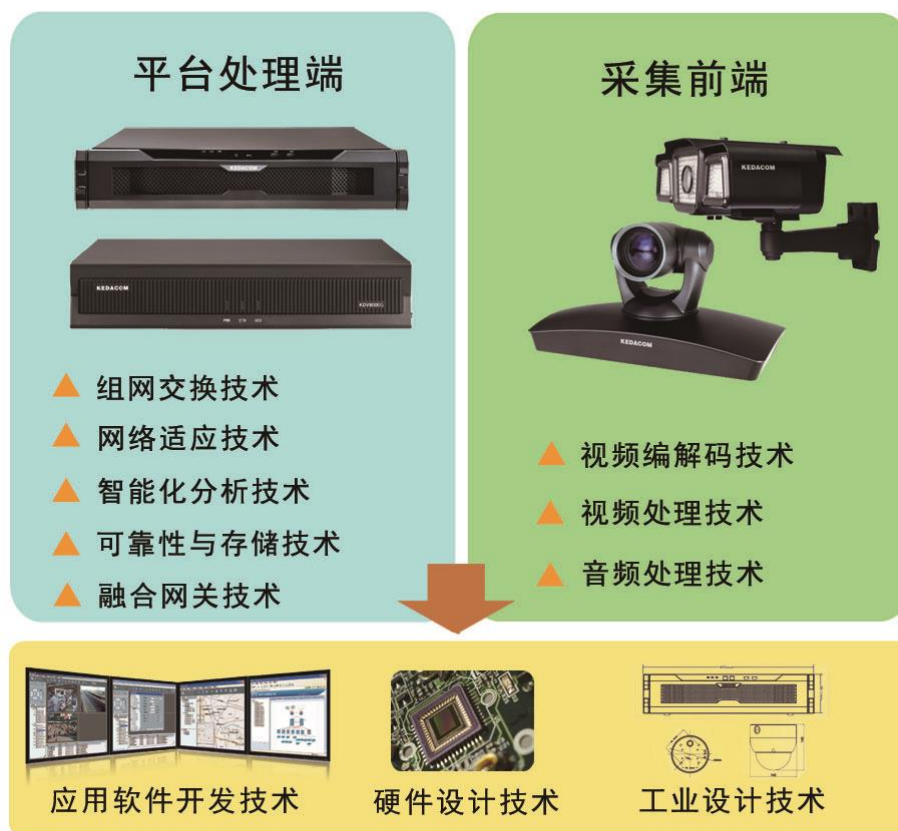 平台处理端
KEDACOM
KEDACOM
组网交换技术
网络适应技术
智能化分析技术
可靠性与存储技术
融合网关技术
采集前端
KEDACOM
KEDACOM
视频编解码技术
视频处理技术
音频处理技术
应用软件开发技术
硬件设计技术
工业设计技术